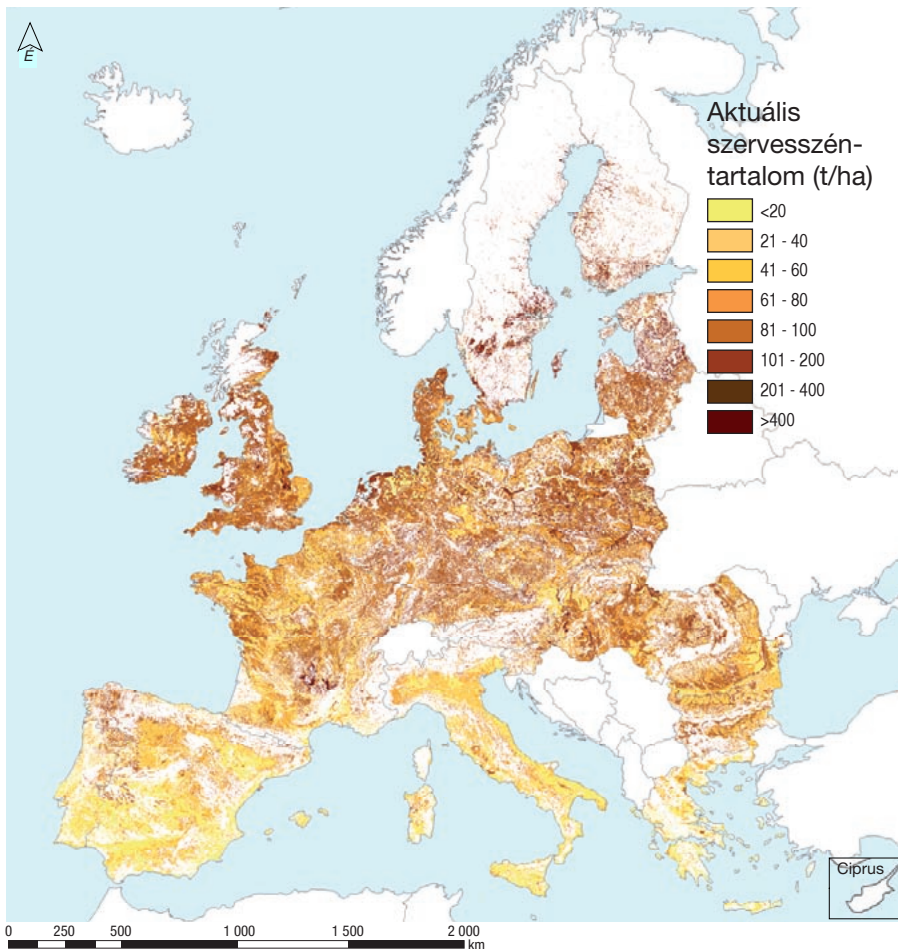 É
Aktuális
szervesszén-
tartalom (t/ha)
<20
21 - 40
41 - 60
61 - 80
81 - 100
101 - 200
201 - 400
>400
Ciprus
0 250 500 1 000 1 500 2 000
km